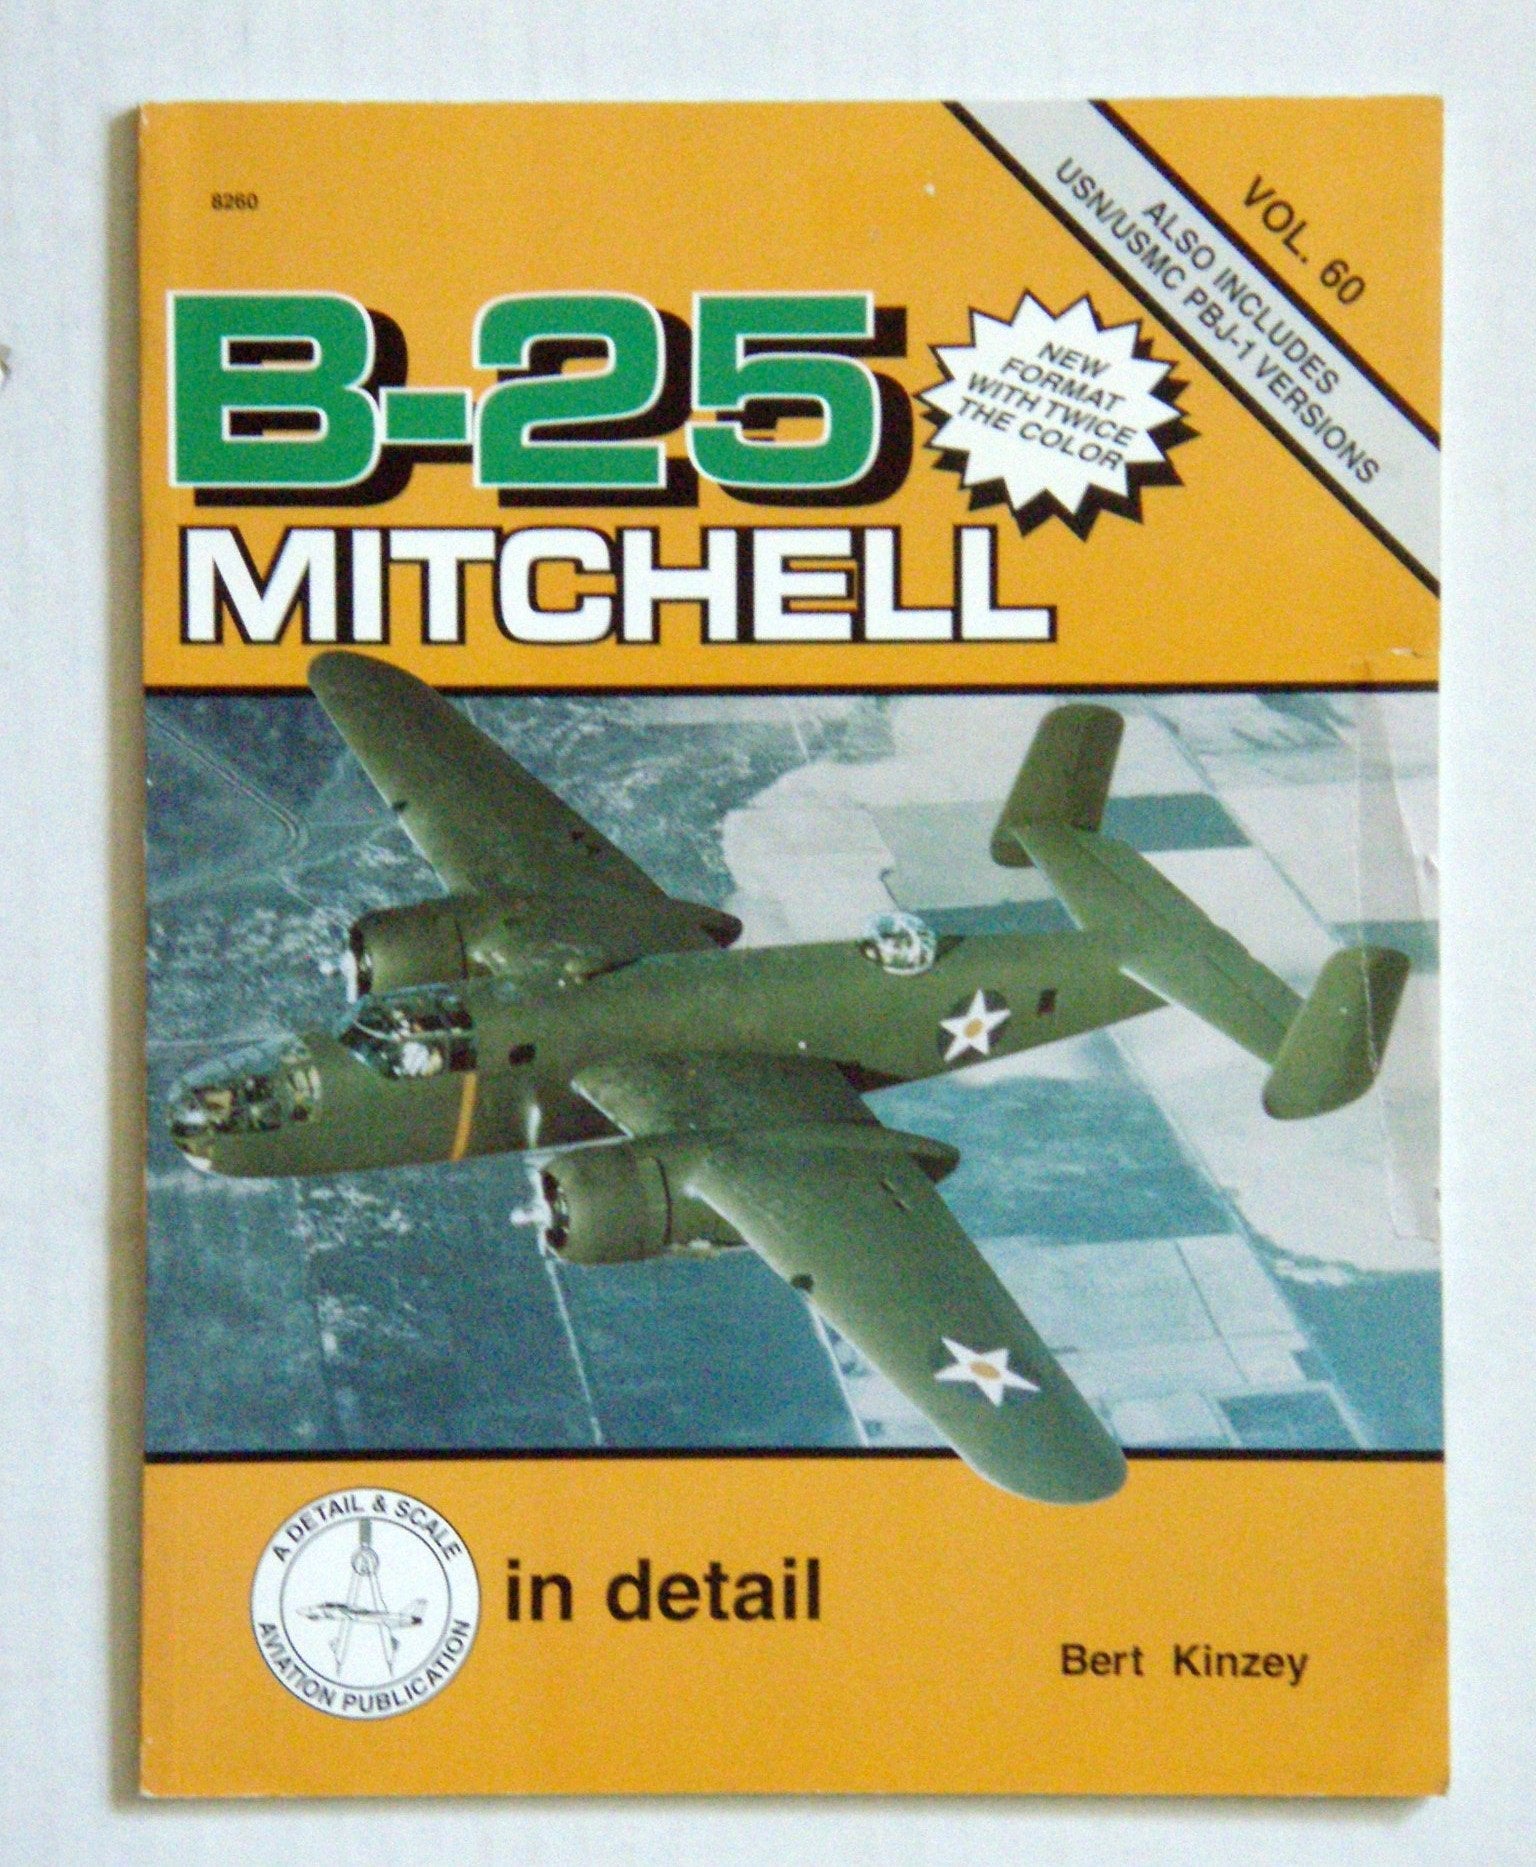 8260
VOL. 60
ALSO INCLUDES
USN/USMC PBJ-1 VERSIONS
B-25
MITCHELL
NEW
FORMAT
WITH TWICE
THE COLOR
A DETAIL & SCALE
AVIATION PUBLICATION
in detail
Bert Kinzey